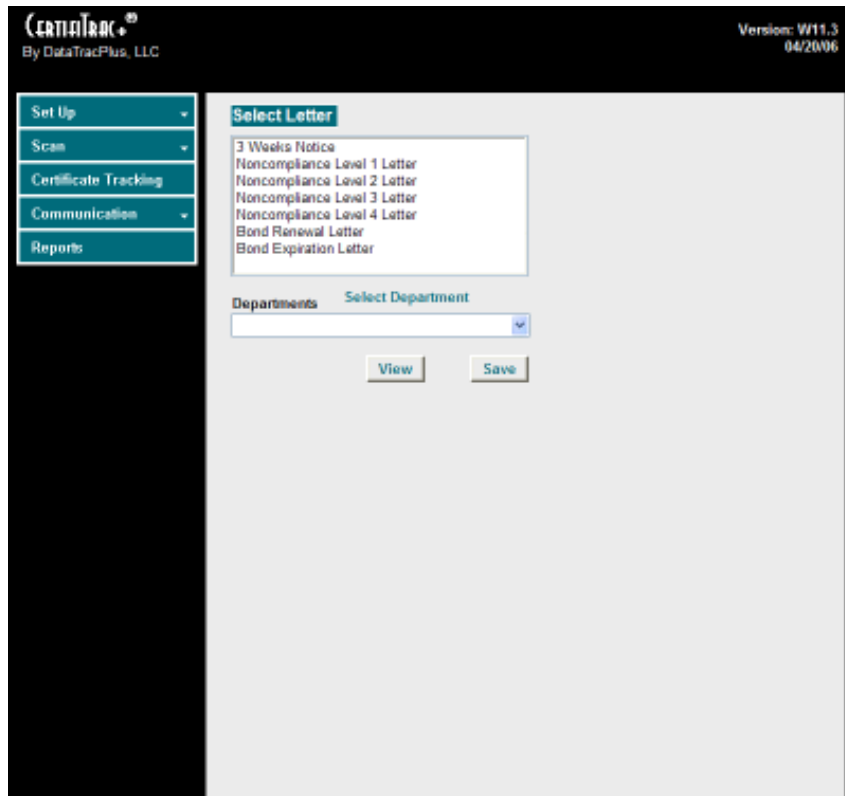 CERTIFITRAC+®
By DataTracPlus, LLC
Version: W11.3
04/20/06
Set Up
Scan
Certificate Tracking
Communication
Reports
Select Letter
3 Weeks Notice
Noncompliance Level 1 Letter
Noncompliance Level 2 Letter
Noncompliance Level 3 Letter
Noncompliance Level 4 Letter
Bond Renewal Letter
Bond Expiration Letter
Departments Select Department
View Save